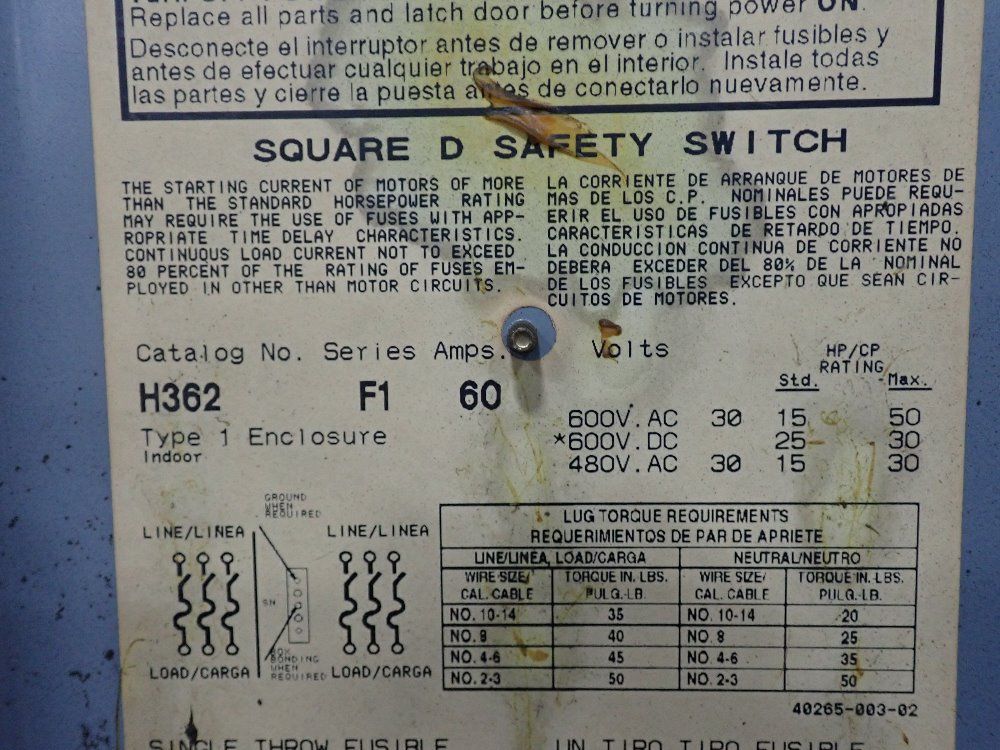 Replace all parts and latch door before turning power ON.
Desconecte el interruptor antes de remover o instalar fusibles y
antes de efectuar cualquier trabajo en el interior. Instale todas
las partes y cierre la puesta antes de conectarlo nuevamente.
SQUARE D SAFETY SWITCH
THE STARTING CURRENT OF MOTORS OF MORE
THAN THE STANDARD HORSEPOWER RATING
MAY REQUIRE THE USE OF FUSES WITH APP-
ROPRIATE TIME DELAY CHARACTERISTICS.
CONTINUOUS LOAD CURRENT NOT TO EXCEED
80 PERCENT OF THE RATING OF FUSES EM-
PLOYED IN OTHER THAN MOTOR CIRCUITS.
LA CORRIENTE DE ARRANQUE DE MOTORES DE
MAS DE LOS C.P. NOMINALES PUEDE REQU-
ERIR EL USO DE FUSIBLES CON APROPIADAS
CARACTERISTICAS DE RETARDO DE TIEMPO.
LA CONDUCCION CONTINUA DE CORRIENTE NO
DEBERA EXCEDER DEL 80% DE LA NOMINAL
DE LOS FUSIBLES EXCEPTO QUE SEAN CIR-
CUITOS DE MOTORES.
Catalog No. Series Amps. Volts HP/CP
RATING
Std. Max.
H362 F1 60
600V.AC 30 15 50
*600V.DC 25 30
480V.AC 30 15 30
Type 1 Enclosure
Indoor
GROUND
WHEN
REQUIRED
LINE/LINEA LINE/LINEA
SN
BOX
BONDING
WHEN
REQUIRED
LOAD/CARGA LOAD/CARGA
LUG TORQUE REQUIREMENTS
REQUERIMIENTOS DE PAR DE APRIETE
LINE/LINEA, LOAD/CARGA NEUTRAL/NEUTRO
WIRE SIZE/ TORQUE IN. LBS. WIRE SIZE/ TORQUE IN. LBS.
CAL. CABLE PULG.-LB. CAL. CABLE PULG.-LB.
NO. 10-14 35 NO. 10-14 20
NO. 8 40 NO. 8 25
NO. 4-6 45 NO. 4-6 35
NO. 2-3 50 NO. 2-3 50
40265-003-02
SINGLE THROW FUSIBLE UN TIRO TIPO FUSIBLE